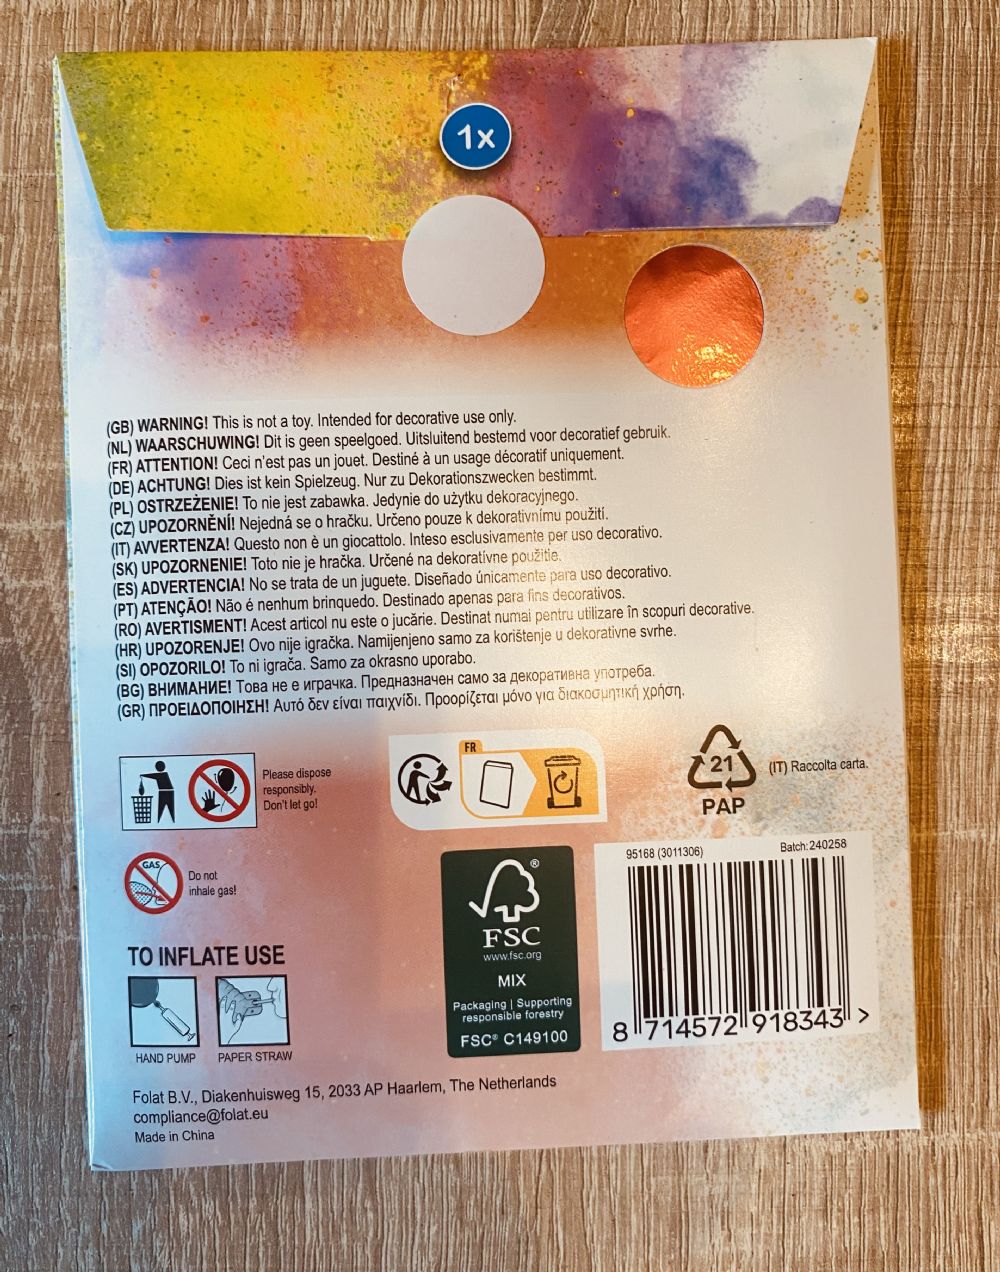 1x
(GB) WARNING! This is not a toy. Intended for decorative use only.
(NL) WAARSCHUWING! Dit is geen speelgoed. Uitsluitend bestemd voor decoratief gebruik.
(FR) ATTENTION! Ceci n'est pas un jouet. Destiné à un usage décoratif uniquement.
(DE) ACHTUNG! Dies ist kein Spielzeug. Nur zu Dekorationszwecken bestimmt.
(PL) OSTRZEŻENIE! To nie jest zabawka. Jedynie do użytku dekoracyjnego.
(CZ) UPOZORNĚNÍ! Nejedná se o hračku. Určeno pouze k dekorativnímu použití.
(IT) AVVERTENZA! Questo non è un giocattolo. Inteso esclusivamente per uso decorativo.
(SK) UPOZORNENIE! Toto nie je hračka. Určené na dekoratívne použitie.
(ES) ADVERTENCIA! No se trata de un juguete. Diseñado únicamente para uso decorativo.
(PT) ATENÇÃO! Não é nenhum brinquedo. Destinado apenas para fins decorativos.
(RO) AVERTISMENT! Acest articol nu este o jucărie. Destinat numai pentru utilizare în scopuri decorative.
(HR) UPOZORENJE! Ovo nije igračka. Namijenjeno samo za korištenje u dekorativne svrhe.
(SI) OPOZORILO! To ni igrača. Samo za okrasno uporabo.
(BG) ВНИМАНИЕ! Това не е играчка. Предназначен само за декоративна употреба.
(GR) ΠΡΟΕΙΔΟΠΟΙΗΣΗ! Αυτό δεν είναι παιχνίδι. Προορίζεται μόνο για διακοσμητική χρήση.
Please dispose
responsibly.
Don't let go!
FR
21
PAP
(IT) Raccolta carta.
GAS
Do not
inhale gas!
TO INFLATE USE
HAND PUMP
PAPER STRAW
FSC
®
www.fsc.org
MIX
Packaging | Supporting
responsible forestry
FSC® C149100
95168 (3011306)
Batch: 240258
8 714572 918343 >
Folat B.V., Diakenhuisweg 15, 2033 AP Haarlem, The Netherlands
compliance@folat.eu
Made in China